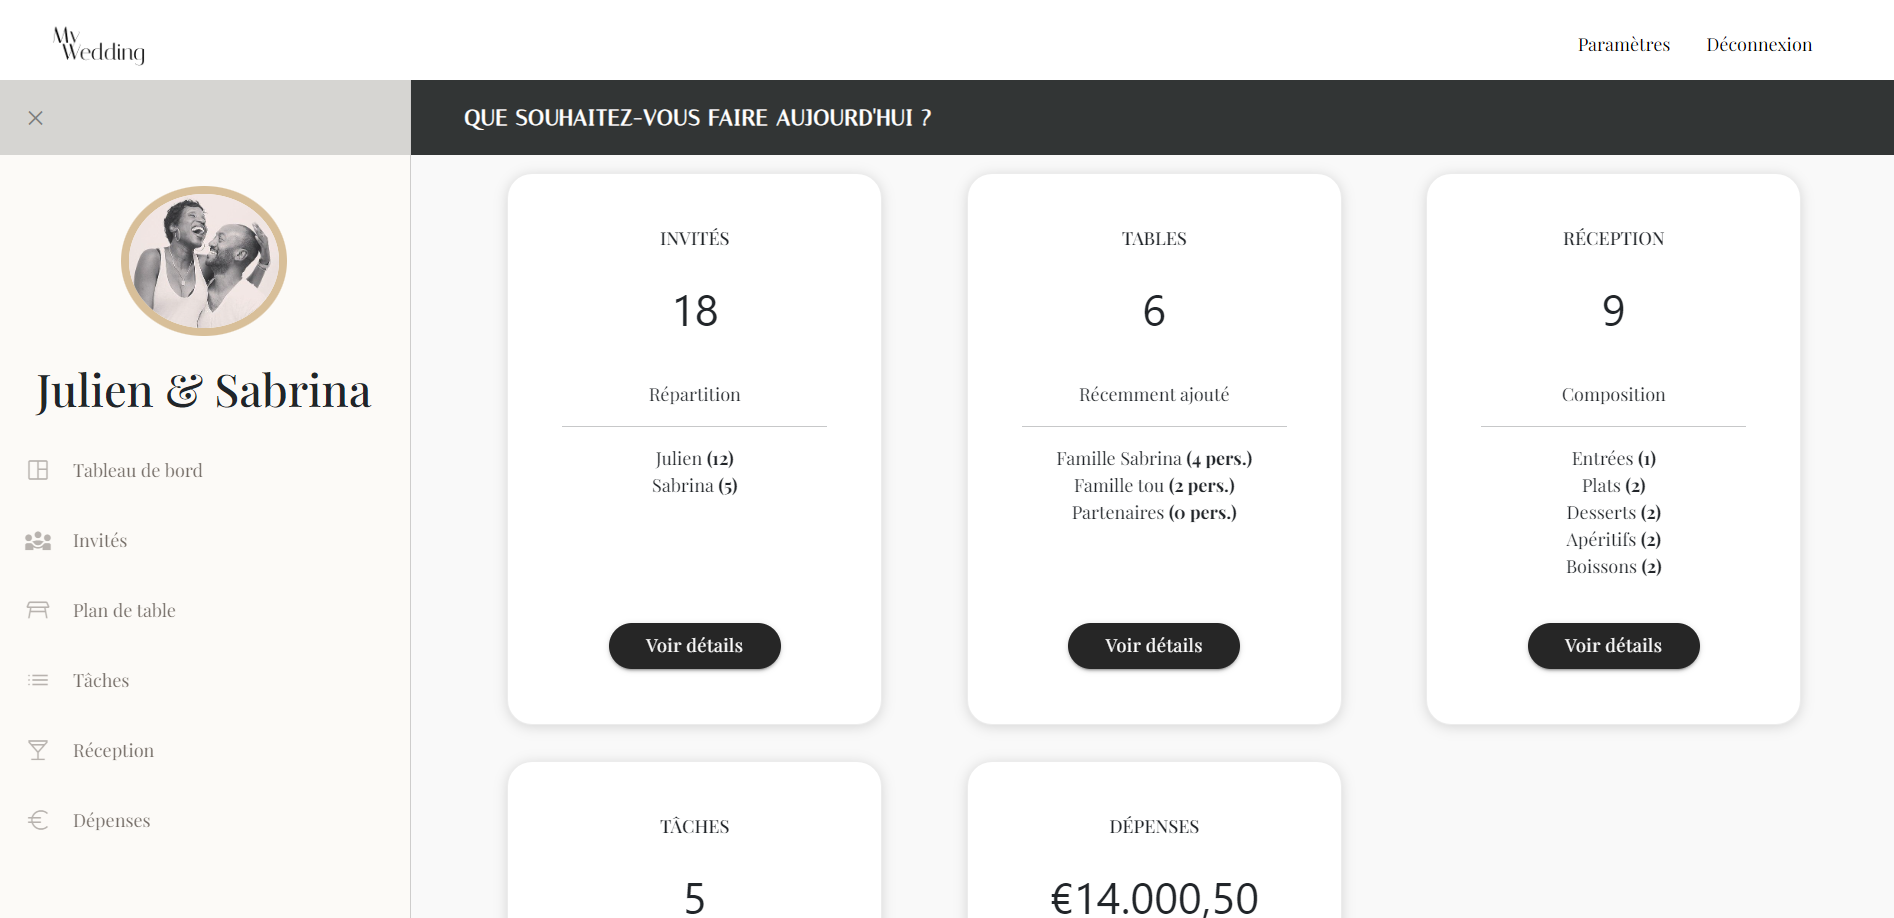 My
Wedding
Paramètres
Déconnexion
QUE SOUHAITEZ-VOUS FAIRE AUJOURD'HUI ?
Julien & Sabrina
Tableau de bord
Invités
Plan de table
Tâches
Réception
Dépenses
INVITÉS
18
Répartition
Julien (12)
Sabrina (5)
Voir détails
TABLES
6
Récemment ajouté
Famille Sabrina (4 pers.)
Famille tou (2 pers.)
Partenaires (0 pers.)
Voir détails
RÉCEPTION
9
Composition
Entrées (1)
Plats (2)
Desserts (2)
Apéritifs (2)
Boissons (2)
Voir détails
TÂCHES
5
DÉPENSES
€14.000,50